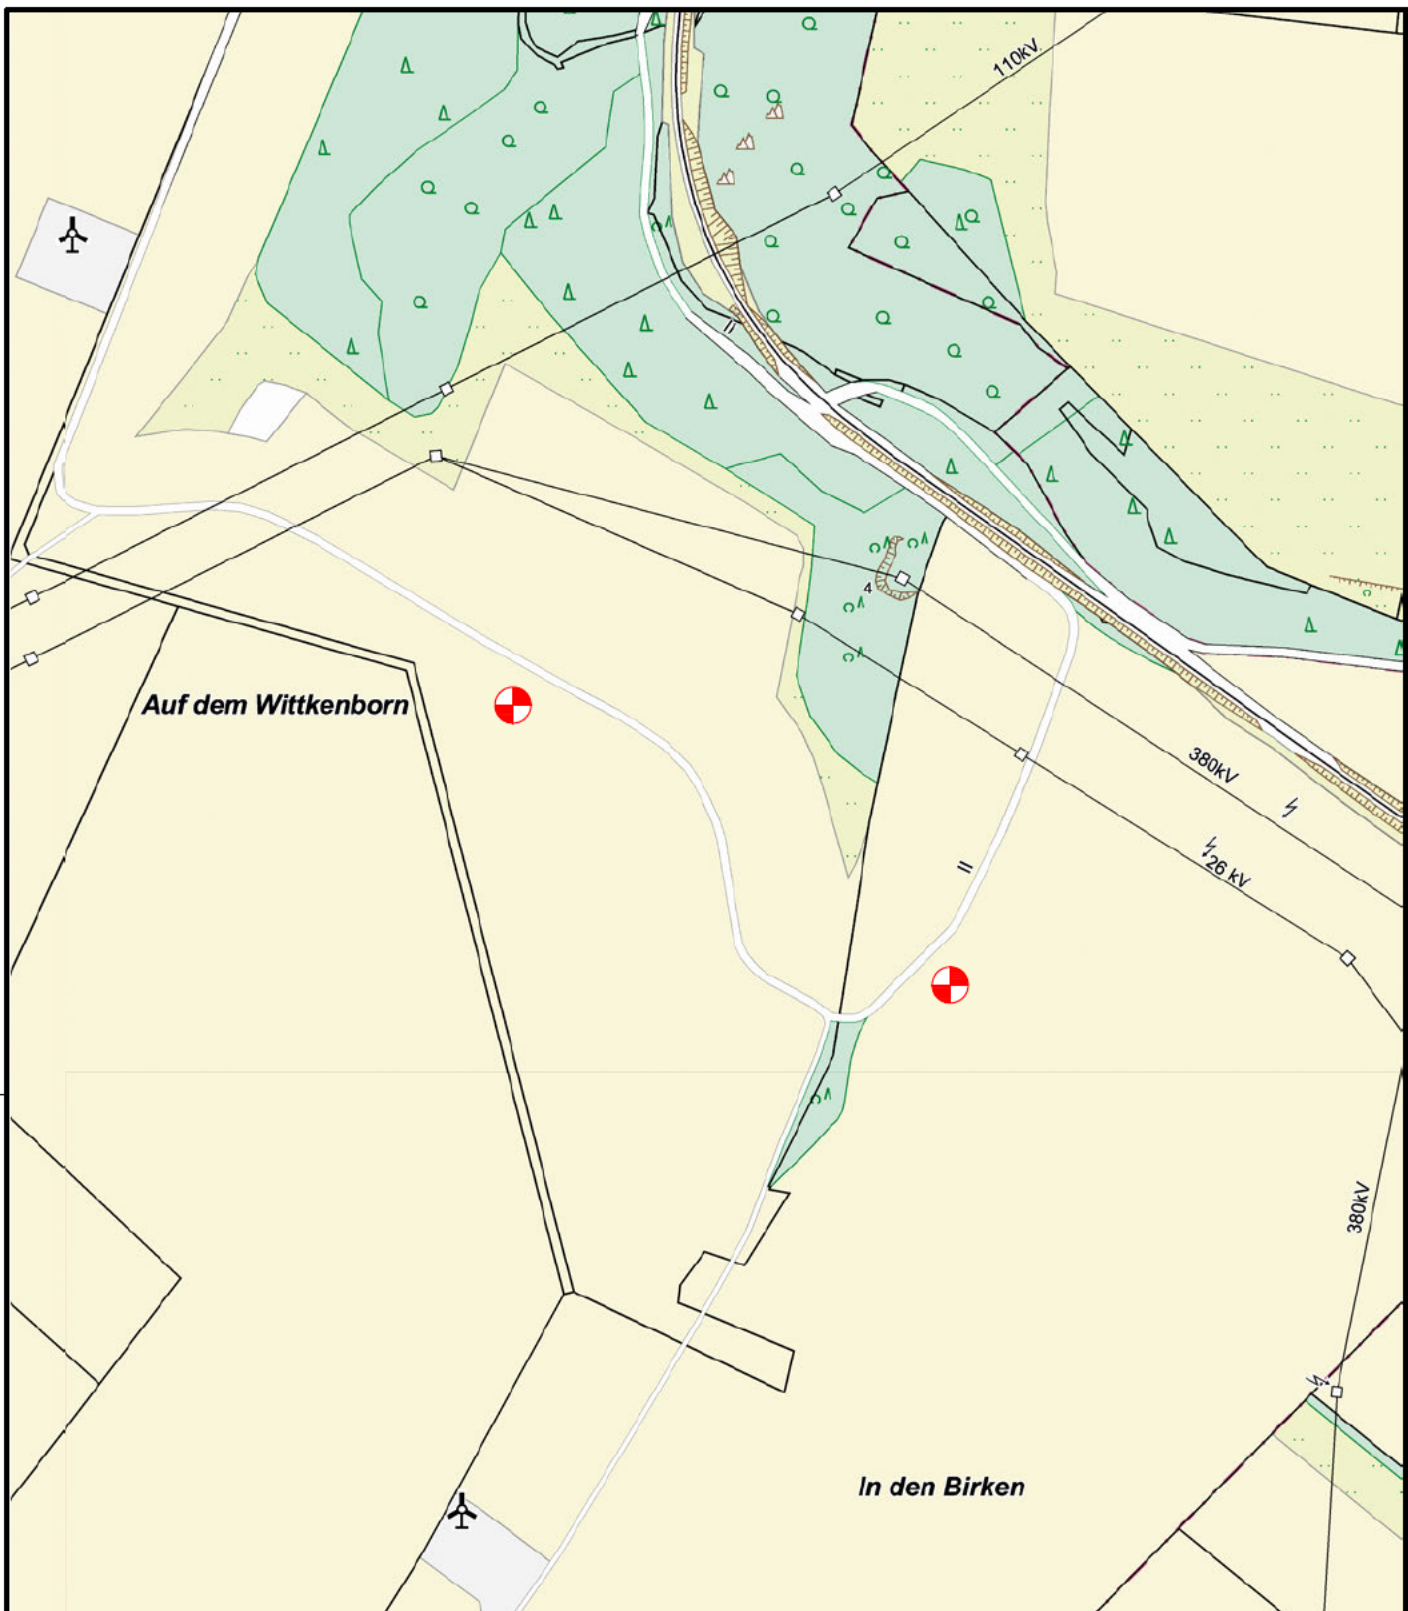 110kV
4
Auf dem Wittkenborn
380kV
26 kV
380kV
In den Birken